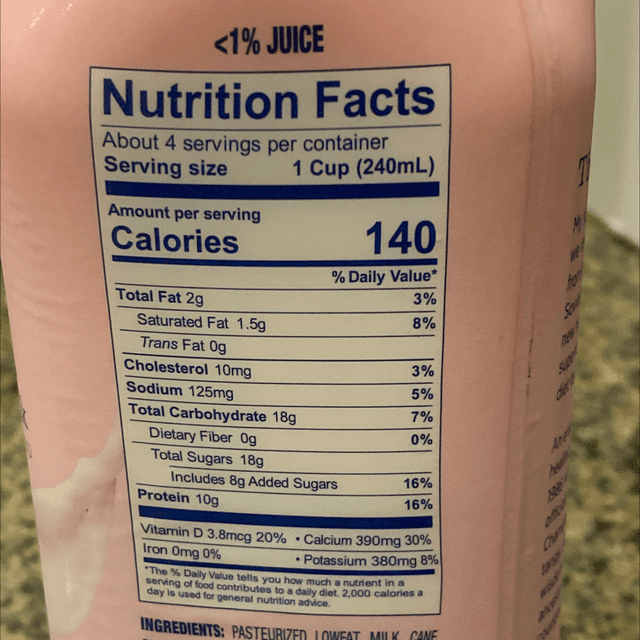 <1% JUICE
Nutrition Facts
About 4 servings per container
Serving size 1 Cup (240mL)
Amount per serving
Calories 140
% Daily Value*
Total Fat 2g 3%
Saturated Fat 1.5g 8%
Trans Fat 0g
Cholesterol 10mg 3%
Sodium 125mg 5%
Total Carbohydrate 18g 7%
Dietary Fiber 0g 0%
Total Sugars 18g
Includes 8g Added Sugars 16%
Protein 10g 16%
Vitamin D 3.8mcg 20% • Calcium 390mg 30%
Iron 0mg 0% • Potassium 380mg 8%
*The % Daily Value tells you how much a nutrient in a
serving of food contributes to a daily diet. 2,000 calories a
day is used for general nutrition advice.
INGREDIENTS: PASTEURIZED LOWFAT MILK, CANE